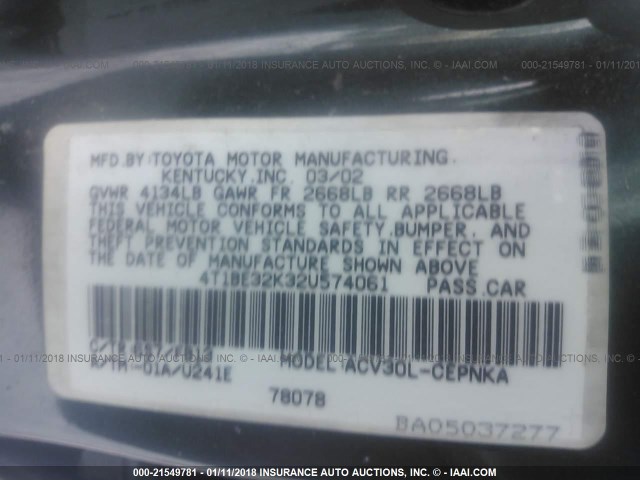 000-21549781 - 01/11/2018 INSURANCE AUTO AUCTIONS, INC. © - IAAI.COM
MFD.BY TOYOTA MOTOR MANUFACTURING.
KENTUCKY,INC. 03/02
GVWR 4134LB GAWR FR 2668LB RR 2668LB
THIS VEHICLE CONFORMS TO ALL APPLICABLE
FEDERAL MOTOR VEHICLE SAFETY,BUMPER, AND
THEFT PREVENTION STANDARDS IN EFFECT ON
THE DATE OF MANUFACTURE SHOWN ABOVE
4T1BE32K32U574061 PASS.CAR
C/TR
A/TM-01A/U241E MODEL ACV30L-CEPNKA
78078
BA05037277
000-21549781 - 01/11/2018 INSURANCE AUTO AUCTIONS, INC. © - IAAI.COM